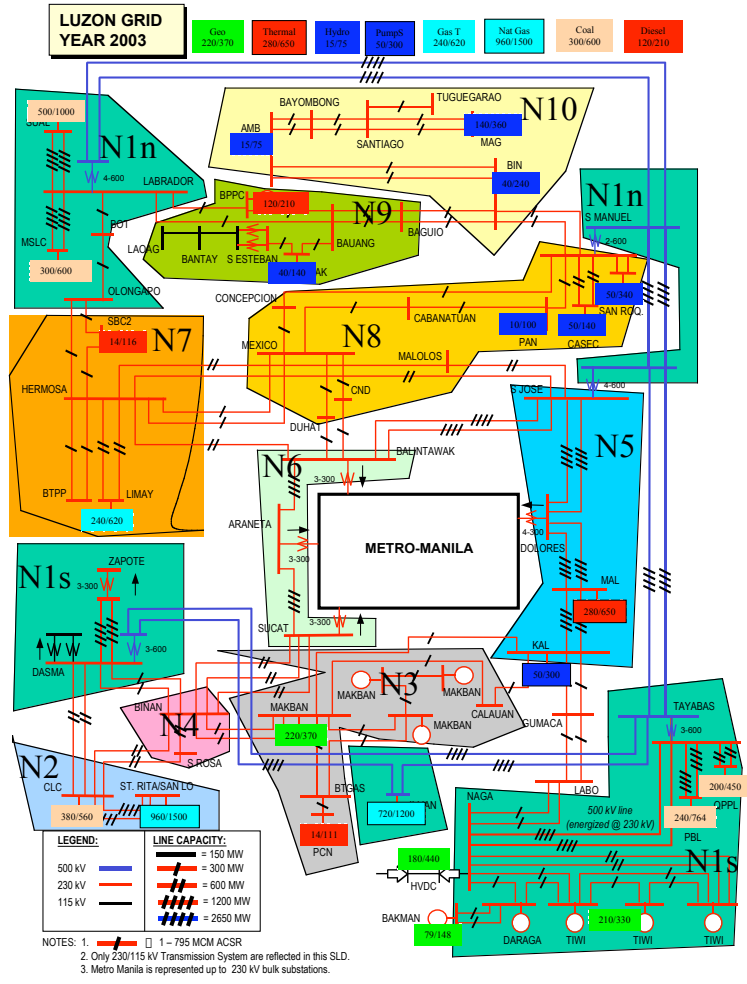 LUZON GRID
YEAR 2003
Geo
220/370
Thermal
280/650
Hydro
15/75
PumpS
50/300
Gas T
240/620
Nat Gas
960/1500
Coal
300/600
Diesel
120/210
500/1000
SUAL
N1n
4-600
LABRADOR
BOT
MSLC
300/600
OLONGAPO
TUGUEGARAO
BAYOMBONG
N10
AMB
15/75
140/360
SANTIAGO
MAG
BIN
40/240
BPPC
120/210
N9
LAOAG
BANTAY
S ESTEBAN
BAUANG
BAGUIO
40/140
AK
N1n
S MANUEL
2-600
50/340
SAN ROQ.
CONCEPCION
CABANATUAN
10/100
PAN
50/140
CASEC
SBC2
14/116
N7
MEXICO
N8
MALOLOS
4-600
HERMOSA
CND
S JOSE
DUHAT
N5
BALINTAWAK
N6
3-300
BTPP
LIMAY
240/620
ARANETA
METRO-MANILA
3-300
4-300
DOLORES
N1s
ZAPOTE
3-300
MAL
280/650
3-300
SUCAT
3-600
DASMA
KAL
50/300
N3
MAKBAN
MAKBAN
BINAN
N4
MAKBAN
220/370
CALAUAN
MAKBAN
GUMACA
TAYABAS
3-600
S ROSA
N2
CLC
ST. RITA/SAN LO
380/560
960/1500
BTGAS
14/111
PCN
720/1200
AN
LABO
NAGA
500 kV line
(energized @ 230 kV)
200/450
QPPL
240/764
PBL
N1s
180/440
HVDC
BAKMAN
79/148
DARAGA
TIWI
210/330
TIWI
TIWI
LEGEND:
500 kV
230 kV
115 kV
LINE CAPACITY:
= 150 MW
= 300 MW
= 600 MW
= 1200 MW
= 2650 MW
NOTES: 1. 1 – 795 MCM ACSR
2. Only 230/115 kV Transmission System are reflected in this SLD.
3. Metro Manila is represented up to 230 kV bulk substations.